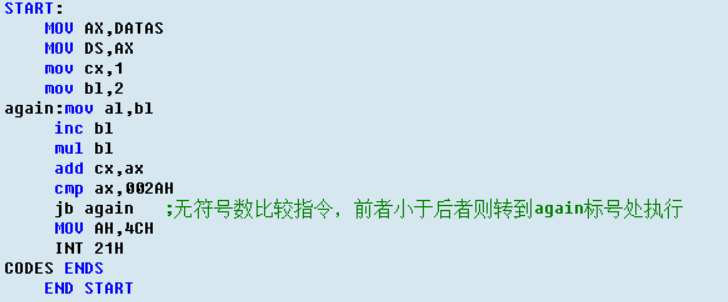 START:
MOV AX,DATAS
MOV DS,AX
mov cx,1
mov bl,2
again:mov al,bl
inc bl
mul bl
add cx,ax
cmp ax,002AH
jb again ;无符号数比较指令，前者小于后者则转到again标号处执行
MOV AH,4CH
INT 21H
CODES ENDS
END START